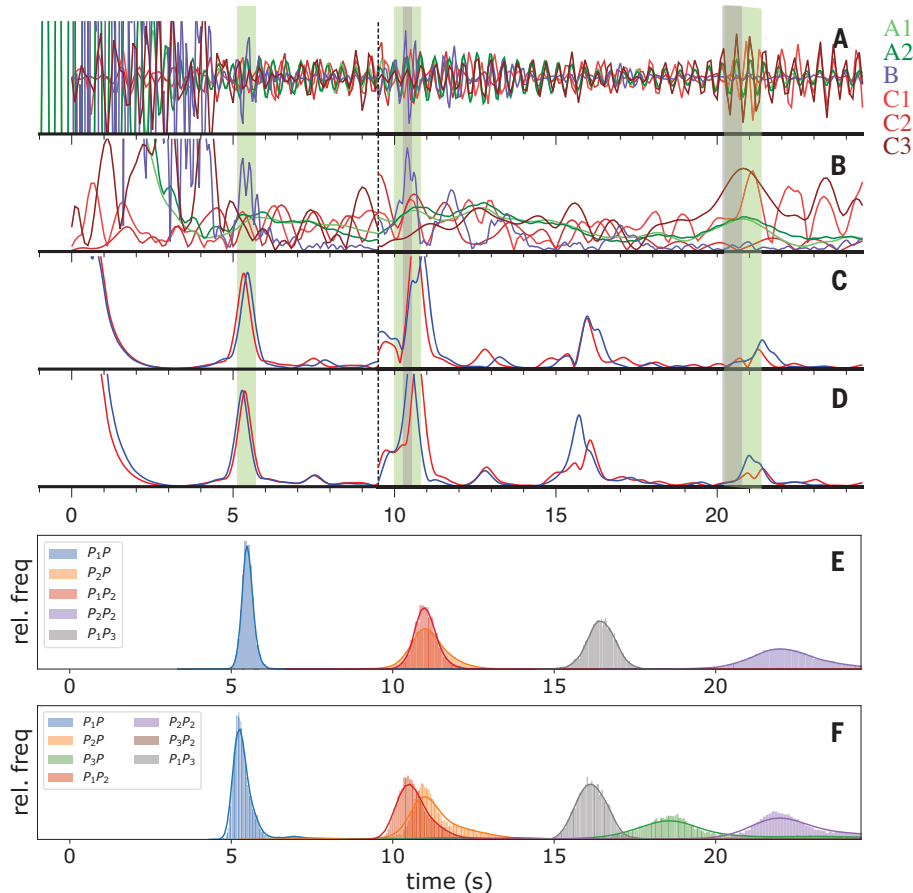 A
A1
A2
B
C1
C2
C3
B
C
D
0 5 10 15 20
E
P₁P
P₂P
P₁P₂
P₂P₂
P₁P₃
rel. freq
0 5 10 15 20
F
P₁P P₂P₂
P₂P P₃P₂
P₃P P₁P₃
P₁P₂
rel. freq
0 5 10 15 20
time (s)